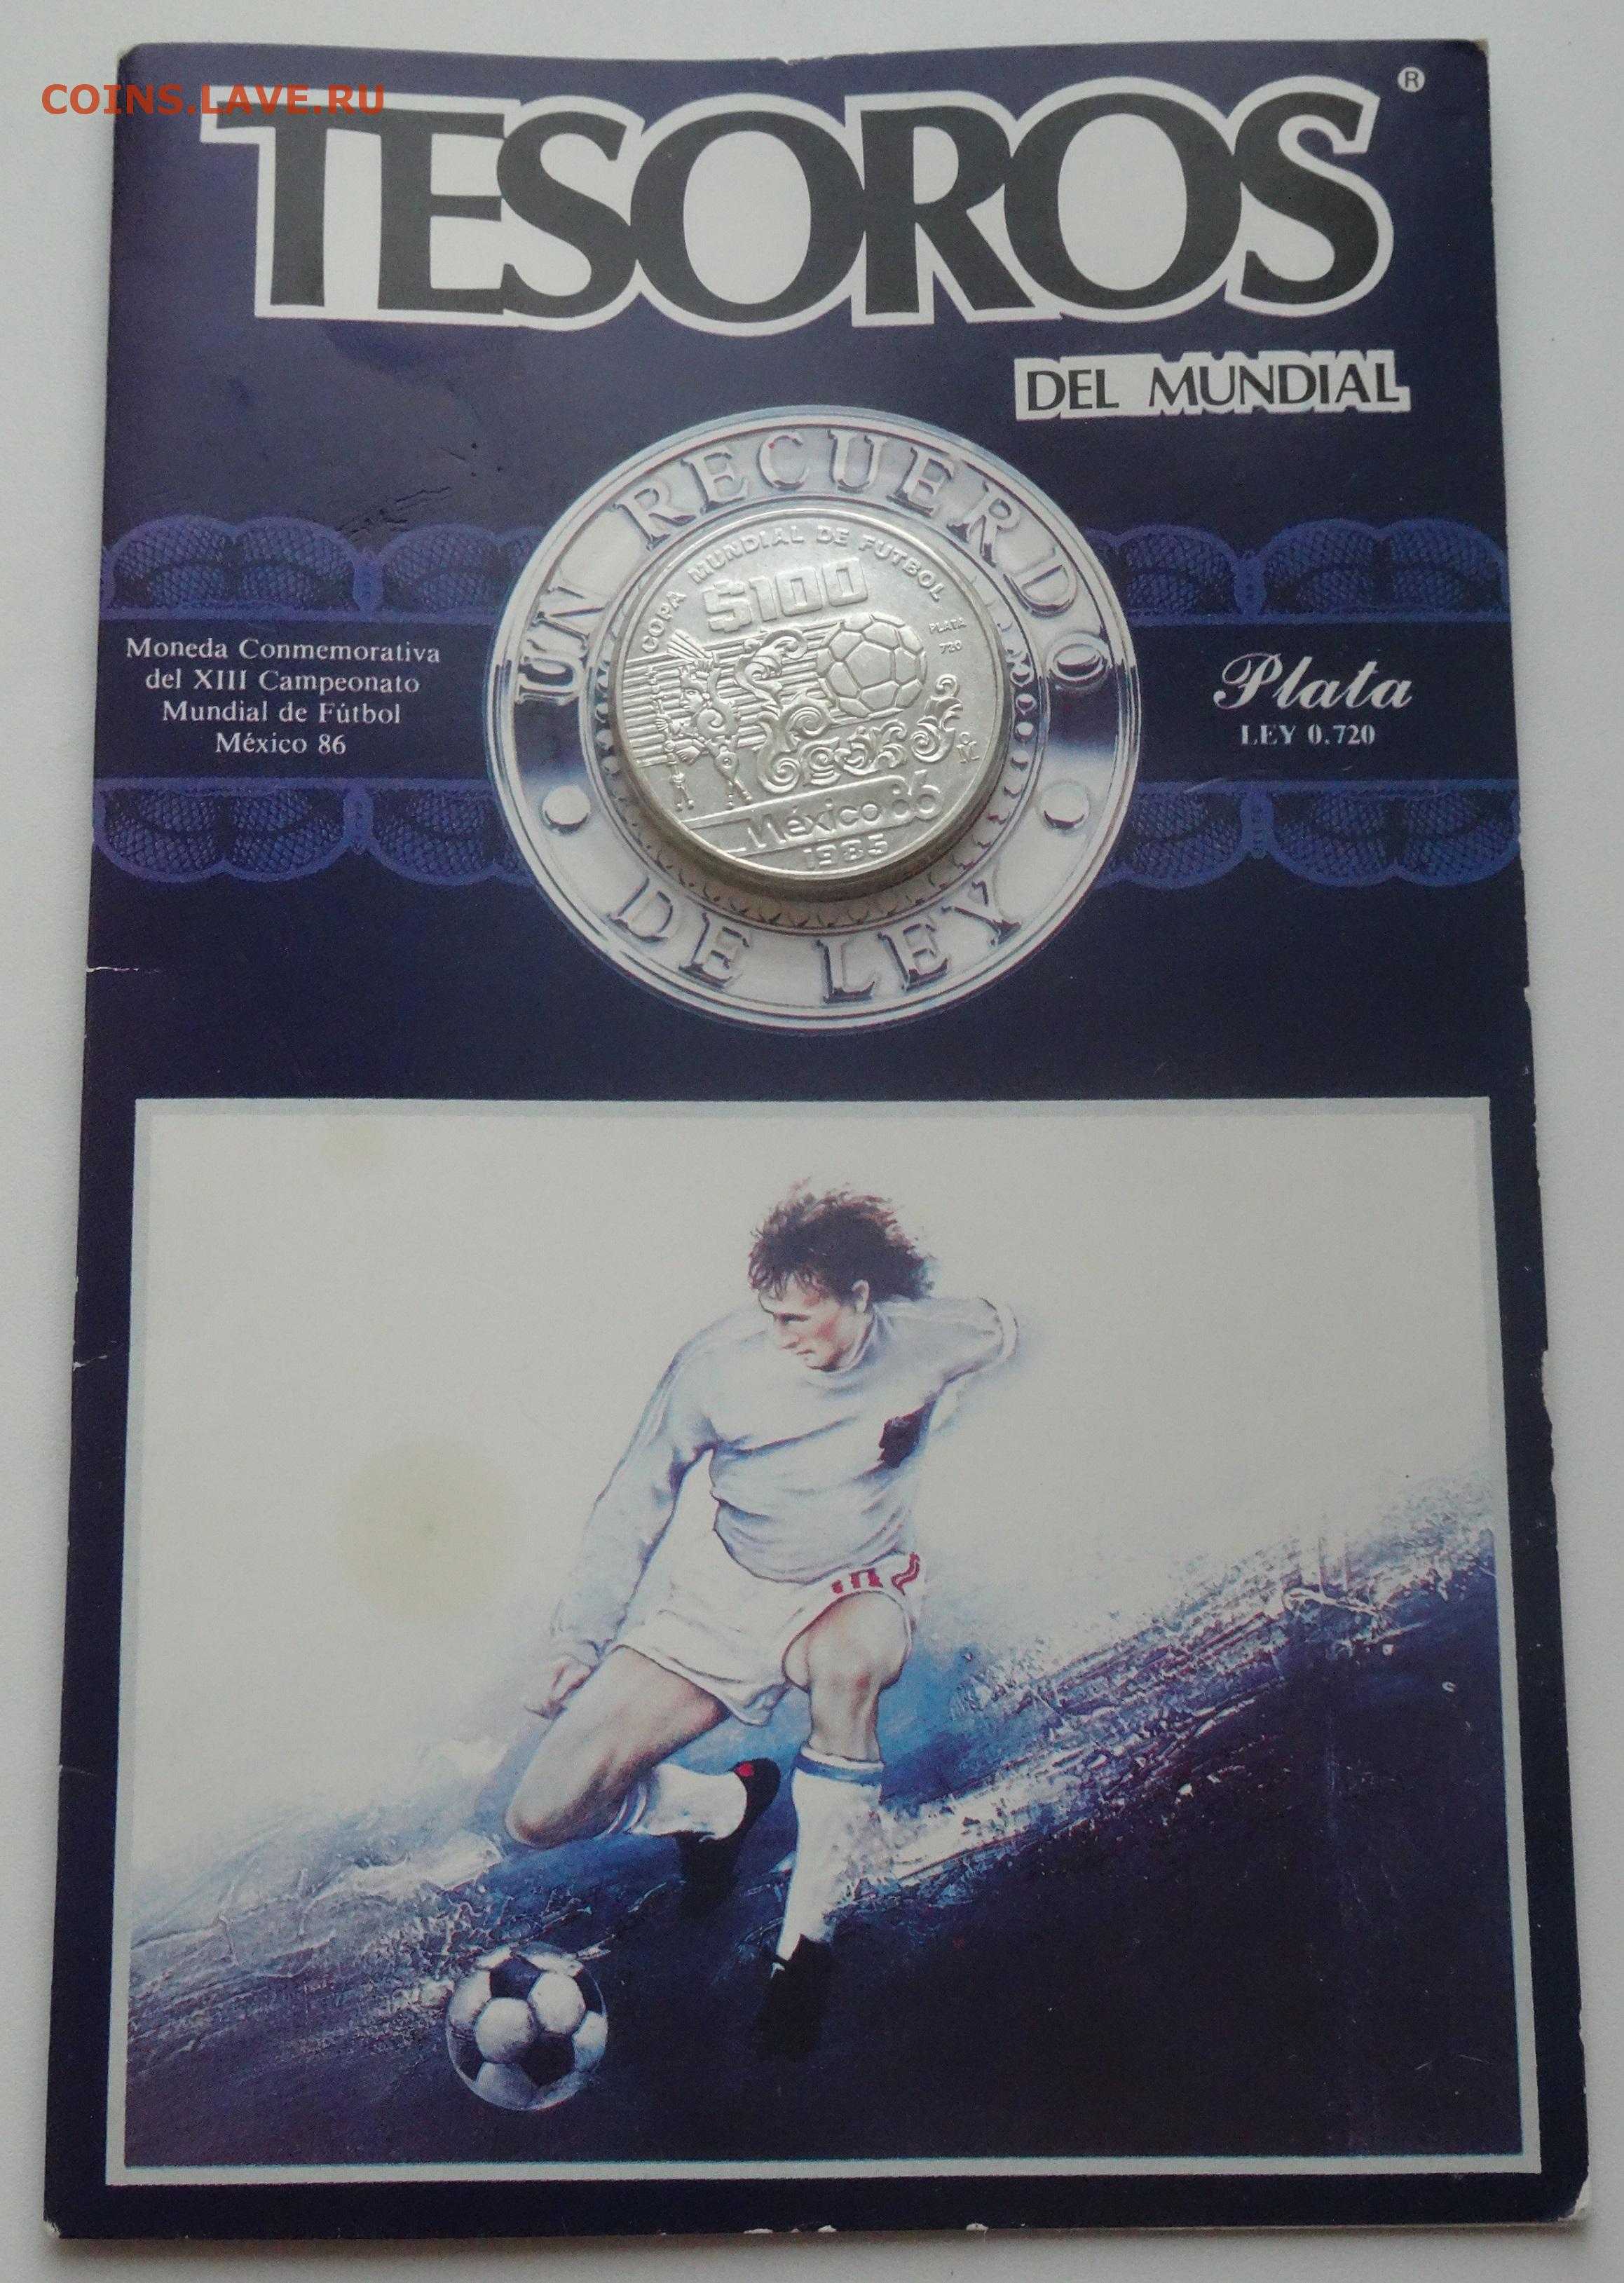 COINS.LAVE.RU
TESOROS ®
DEL MUNDIAL
UN RECUERDO
DE LEY
COPA MUNDIAL DE FUTBOL
$100
PLATA
720
México 86
1985
Moneda Conmemorativa
del XIII Campeonato
Mundial de Fútbol
México 86
Plata
LEY 0.720